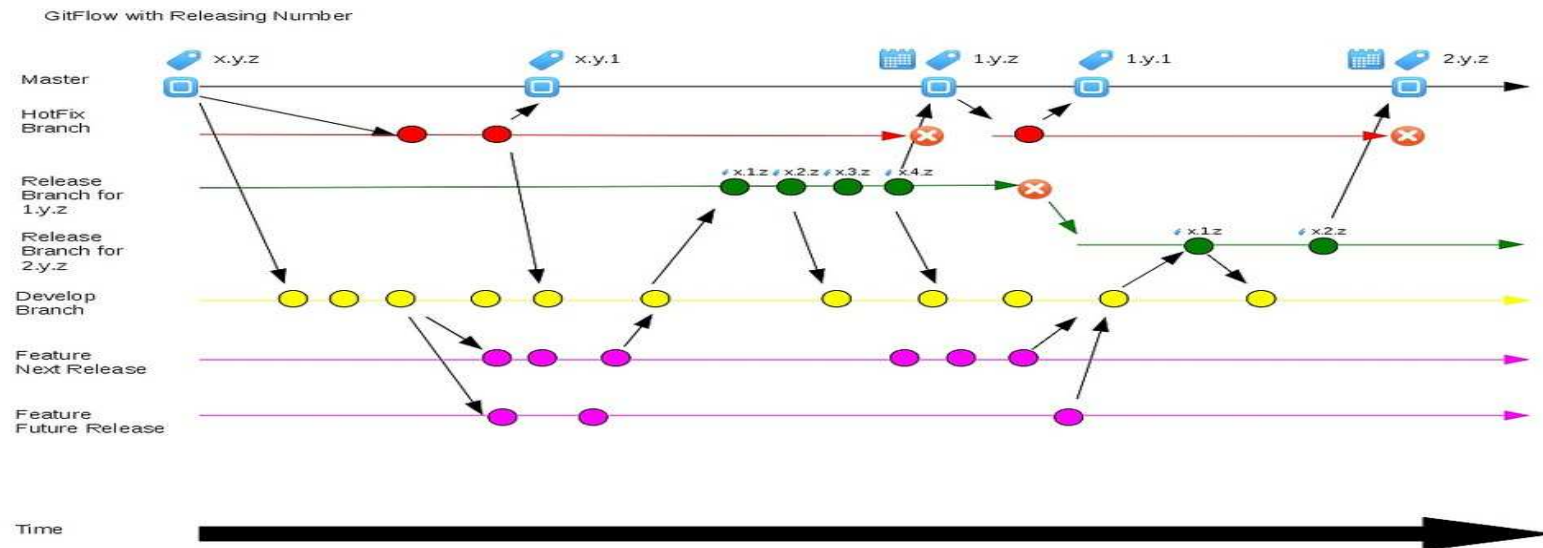 GitFlow with Releasing Number
x.y.z
x.y.1
1.y.z
1.y.1
2.y.z
Master
HotFix
Branch
Release
Branch for
1.y.z
x.1.z
x.2.z
x.3.z
x.4.z
Release
Branch for
2.y.z
x.1.z
x.2.z
Develop
Branch
Feature
Next Release
Feature
Future Release
Time